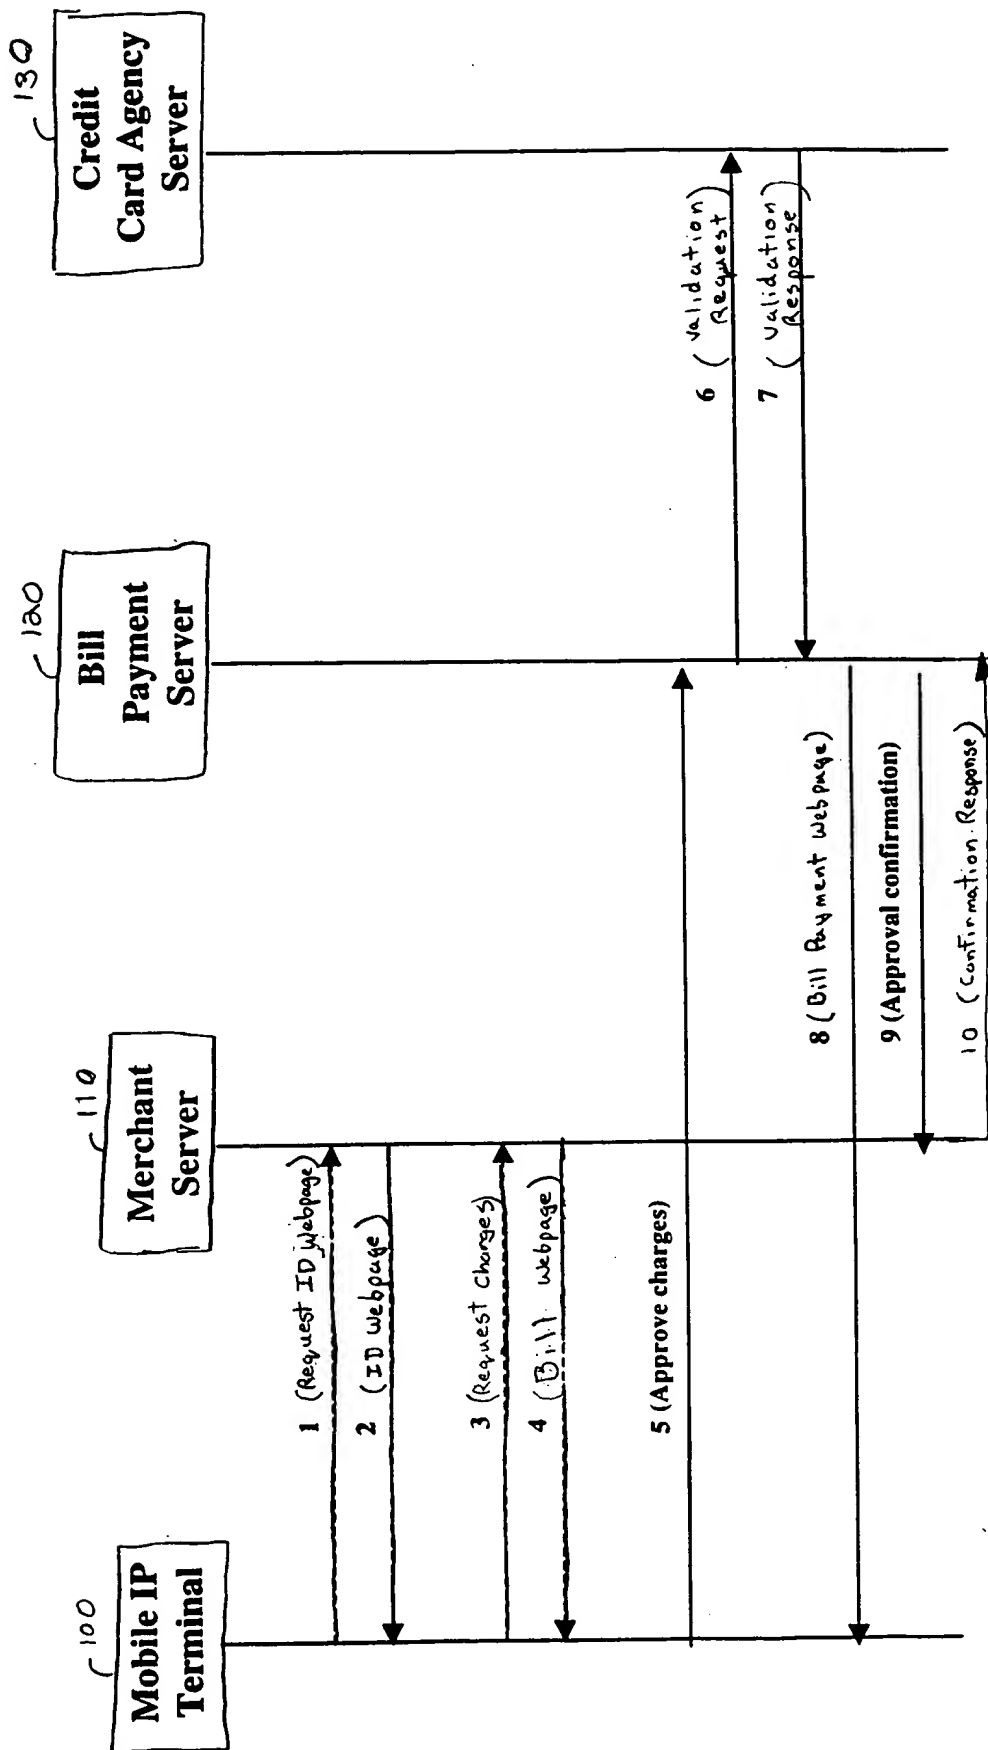 100
Mobile IP
Terminal
110
Merchant
Server
120
Bill
Payment
Server
130
Credit
Card Agency
Server
1 (Request ID Webpage)
2 (ID Webpage)
3 (Request Charges)
4 (Bill Webpage)
5 (Approve charges)
6 (Validation
Request)
7 (Validation
Response)
8 (Bill Payment Webpage)
9 (Approval confirmation)
10 (Confirmation Response)